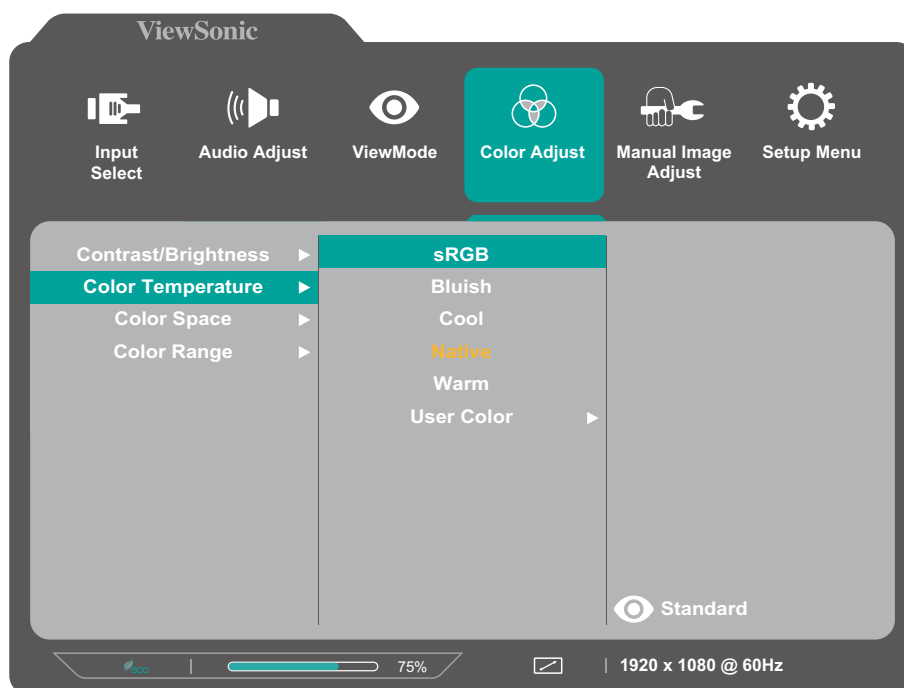 ViewSonic
Input
Select
Audio Adjust
ViewMode
Color Adjust
Manual Image
Adjust
Setup Menu
Contrast/Brightness
Color Temperature
Color Space
Color Range
sRGB
Bluish
Cool
Native
Warm
User Color
Standard
eco
75%
1920 x 1080 @ 60Hz